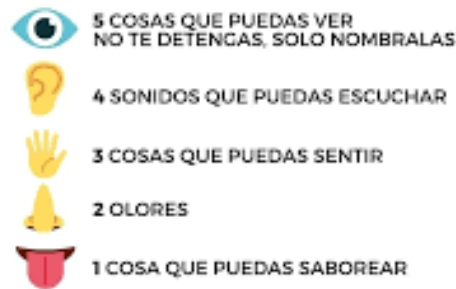 5 COSAS QUE PUEDAS VER
NO TE DETENGAS, SOLO NOMBRALAS
4 SONIDOS QUE PUEDAS ESCUCHAR
3 COSAS QUE PUEDAS SENTIR
2 OLORES
1 COSA QUE PUEDAS SABOREAR